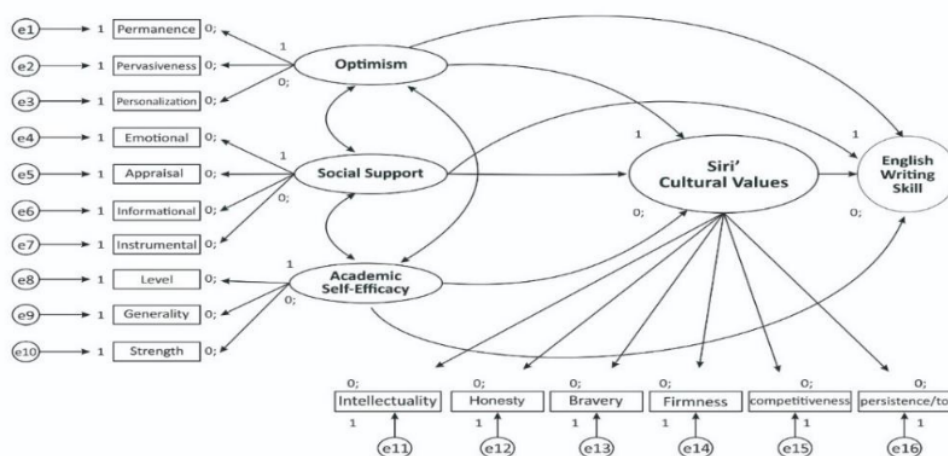 e1 1 Permanence 0;
e2 1 Pervasiveness 0;
e3 1 Personalization 0;
e4 1 Emotional 0;
e5 1 Appraisal 0;
e6 1 Informational 0;
e7 1 Instrumental 0;
e8 1 Level 0;
e9 1 Generality 0;
e10 1 Strength 0;
1
Optimism
0;
1
Social Support
0;
1
Academic
Self-Efficacy
0;
1
Siri'
Cultural Values
0;
1
English
Writing
Skill
0;
0; 0; 0; 0; 0; 0;
Intellectuality Honesty Bravery Firmness competitiveness persistence/to
1 1 1 1 1 1
e11 e12 e13 e14 e15 e16